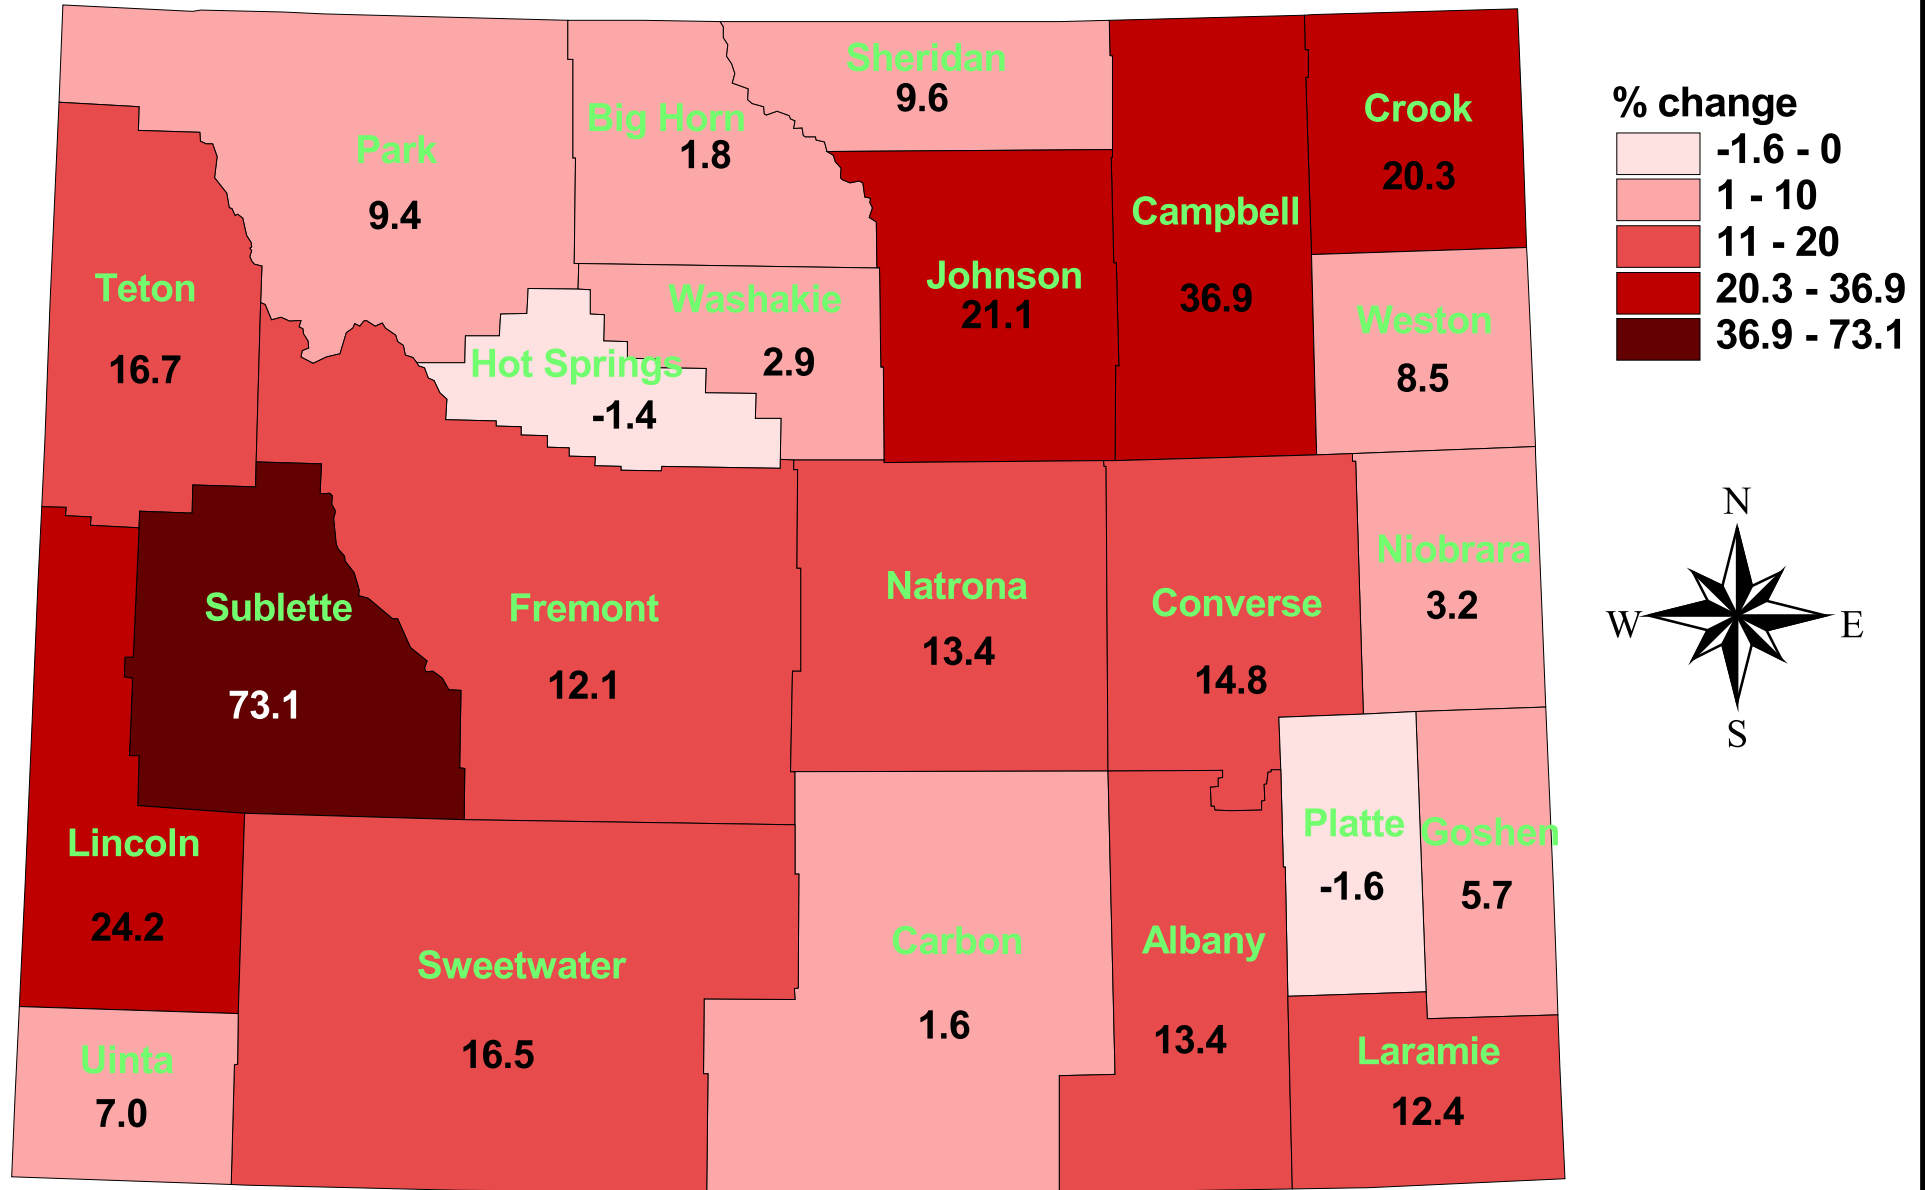 Sheridan
9.6
Big Horn
1.8
Park
9.4
Crook
20.3
Campbell
36.9
Teton
16.7
Johnson
21.1
Washakie
2.9
Hot Springs
-1.4
Weston
8.5
Sublette
73.1
Fremont
12.1
Natrona
13.4
Converse
14.8
Niobrara
3.2
Lincoln
24.2
Platte
-1.6
Goshen
5.7
Sweetwater
16.5
Carbon
1.6
Albany
13.4
Uinta
7.0
Laramie
12.4
% change
-1.6 - 0
1 - 10
11 - 20
20.3 - 36.9
36.9 - 73.1
N
W
E
S